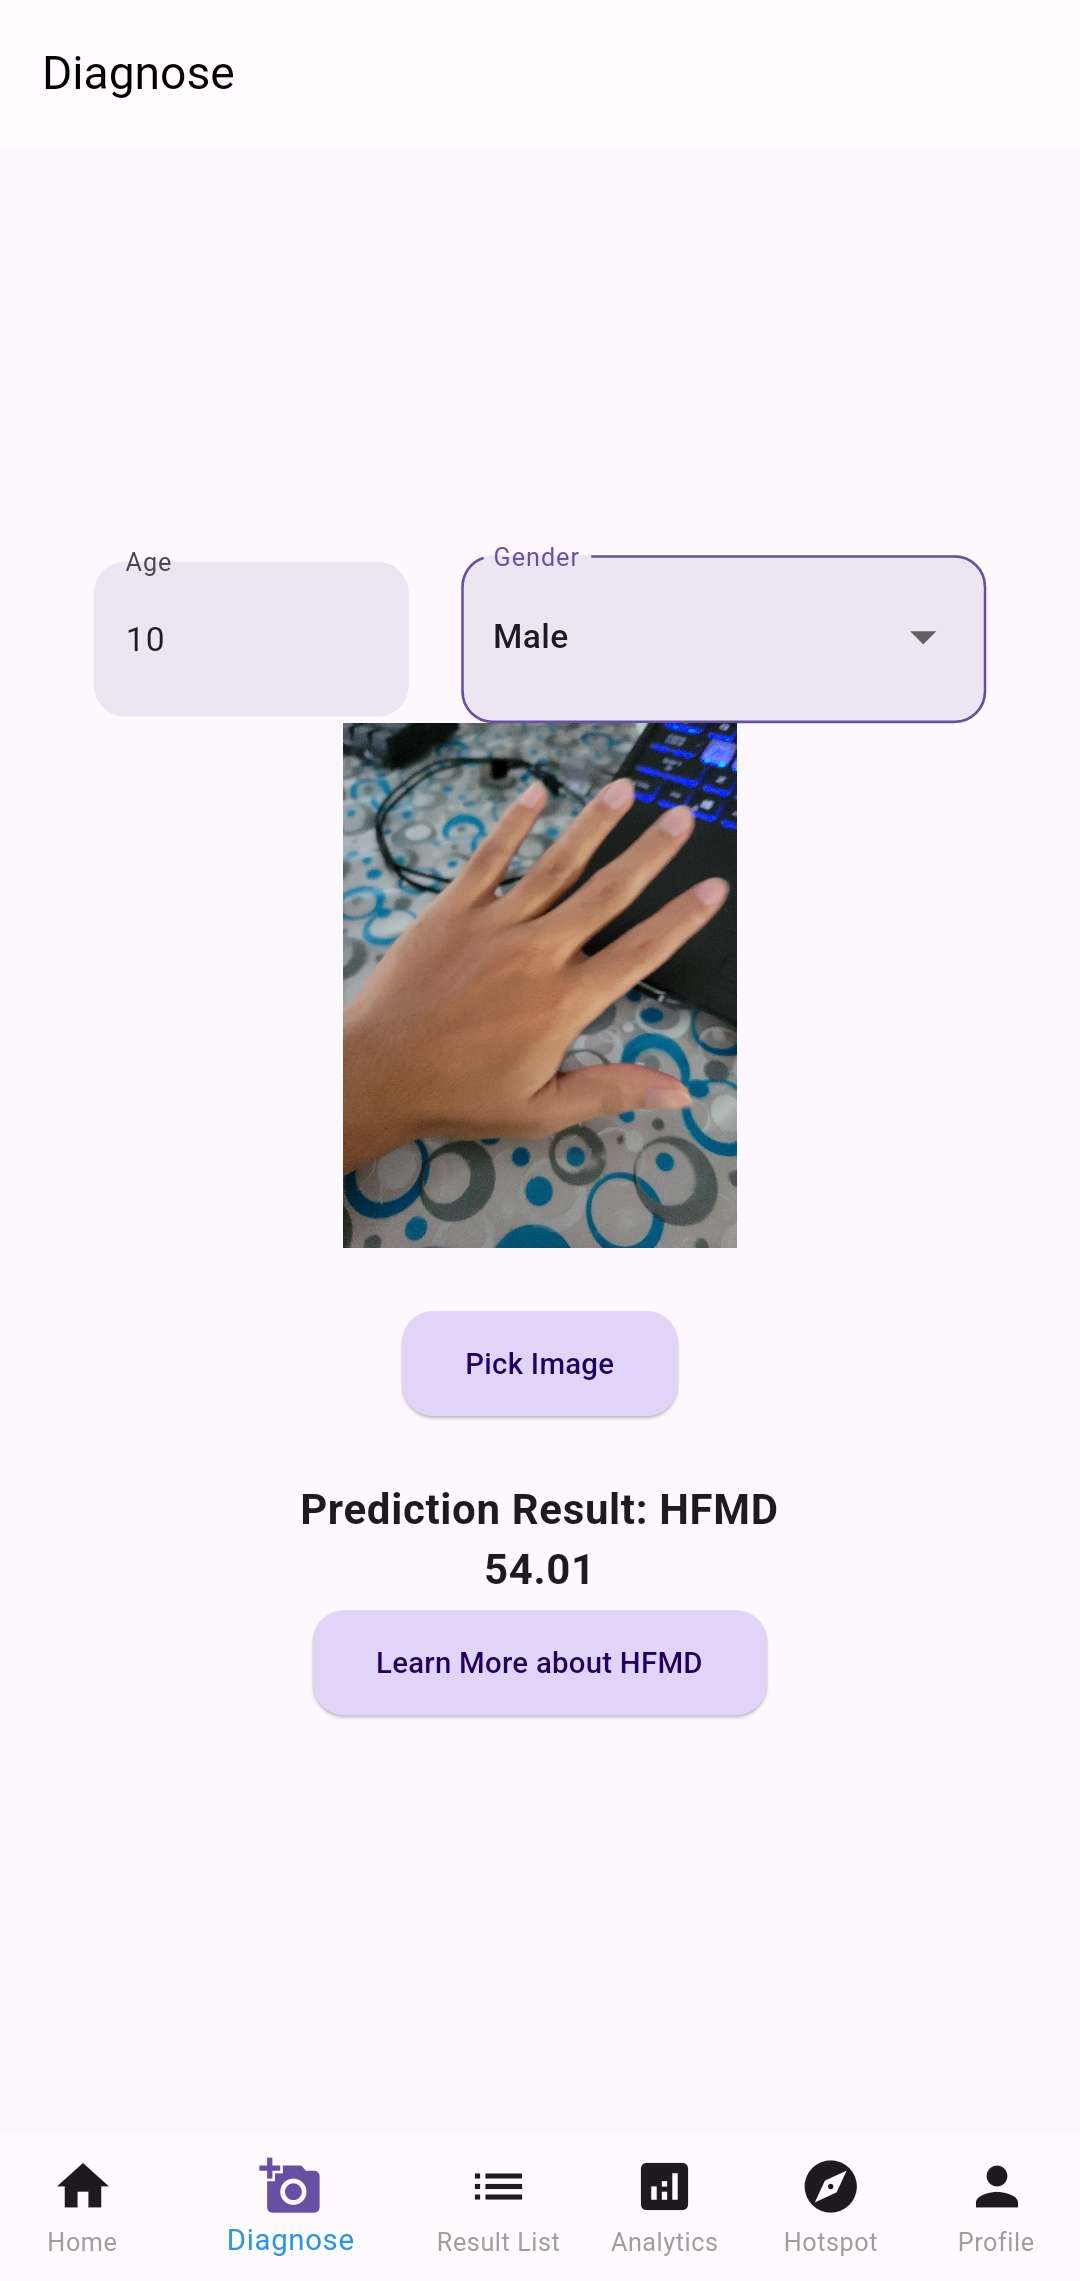 Diagnose
Age
Gender
10
Male
Pick Image
Prediction Result: HFMD
54.01
Learn More about HFMD
Home
Diagnose
Result List
Analytics
Hotspot
Profile